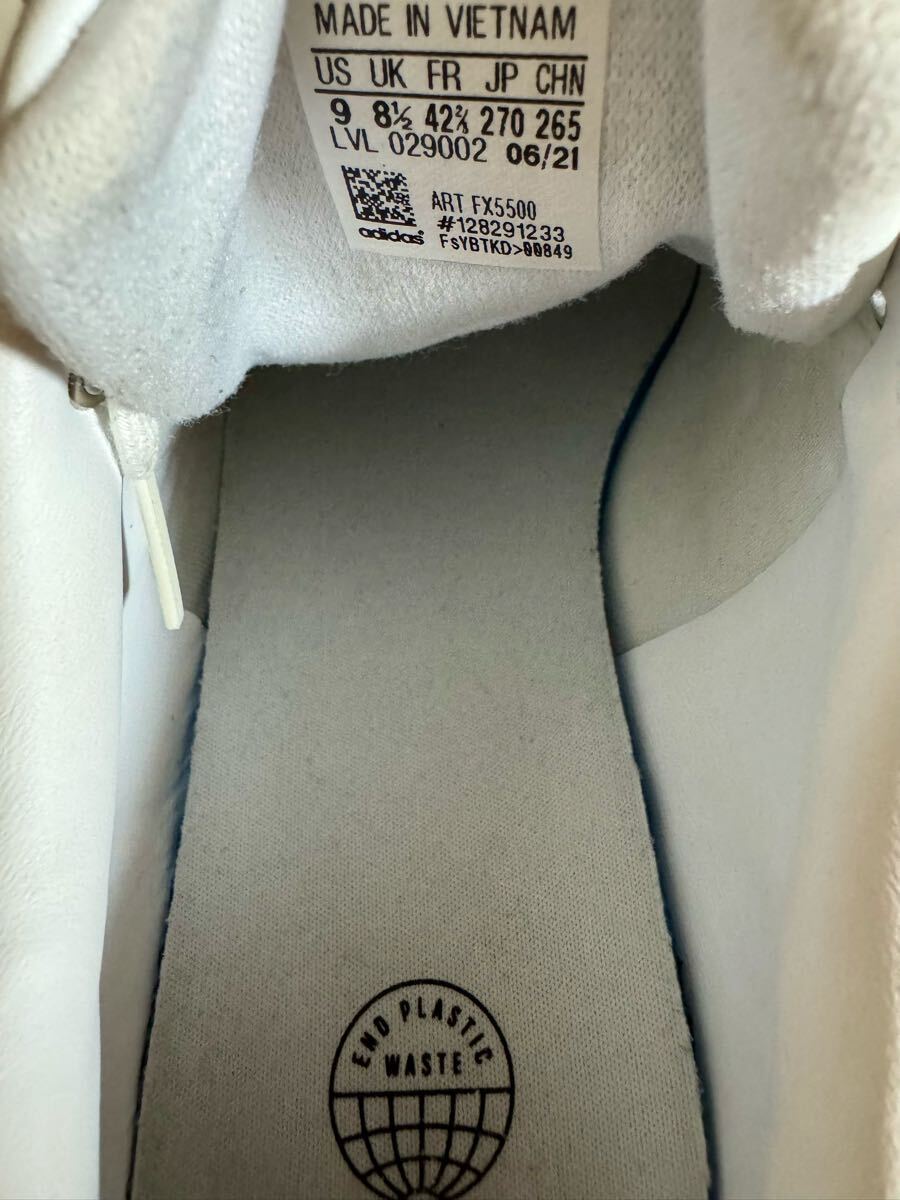 MADE IN VIETNAM
US UK FR JP CHN
9 8½ 42⅔ 270 265
LVL 029002 06/21
ART FX5500
#128291233
adidas FsYBTKD>00849
END PLASTIC
WASTE